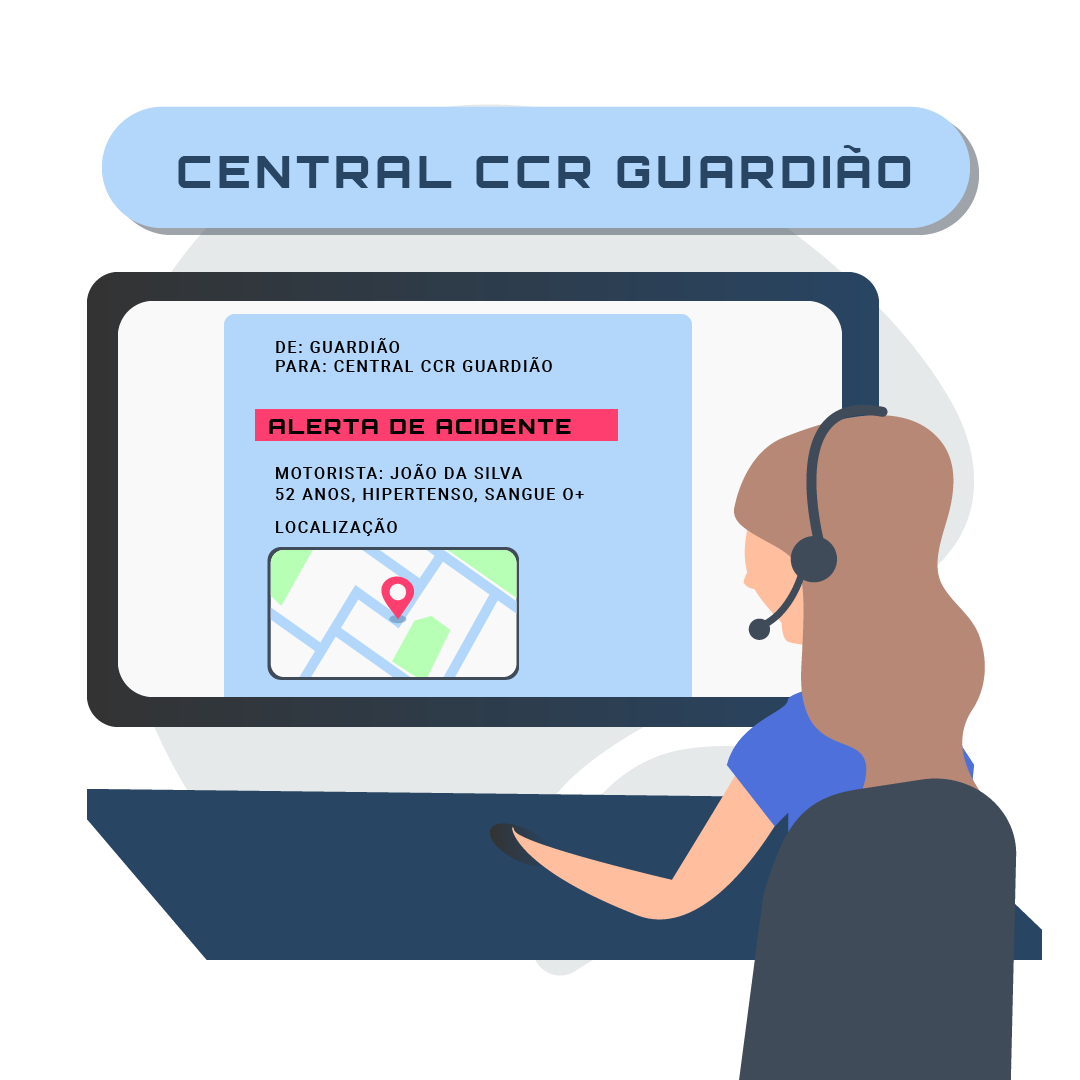 CENTRAL CCR GUARDIÃO
DE: GUARDIÃO
PARA: CENTRAL CCR GUARDIÃO
ALERTA DE ACIDENTE
MOTORISTA: JOÃO DA SILVA
52 ANOS, HIPERTENSO, SANGUE O+
LOCALIZAÇÃO